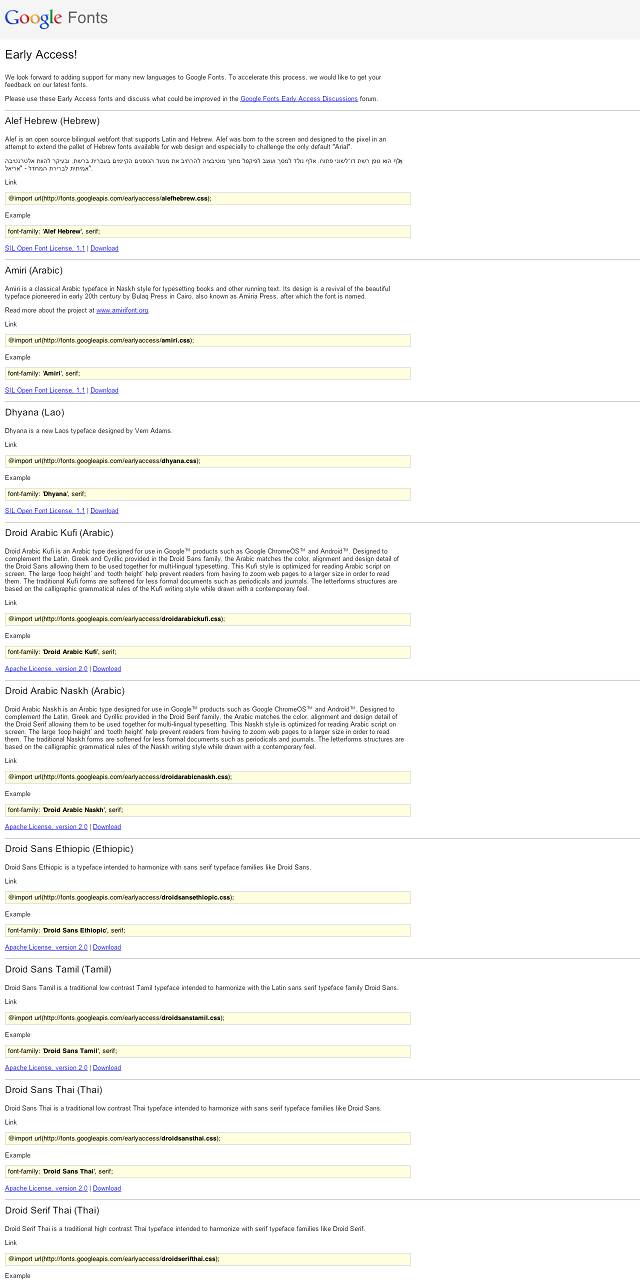 Google Fonts
Early Access!
We look forward to adding support for many new languages to Google Fonts. To accelerate this process, we would like to get your
feedback on our latest fonts.
Please use these Early Access fonts and discuss what could be improved in the Google Fonts Early Access Discussions forum.
Alef Hebrew (Hebrew)
Alef is an open source bilingual webfont that supports Latin and Hebrew. Alef was born to the screen and designed to the pixel in an
attempt to extend the pallet of Hebrew fonts available for web design and especially to challenge the only default "Arial".
אלף הוא גופן רשת דו־לשוני פתוח. אלף נולד למסך ועוצב לפיקסל מתוך מוטיבציה להרחיב את מנעד הגופנים הקיימים בעברית ברשת, ובעיקר להוות אלטרנטיבה
אמיתית לברירת המחדל - "אריאל".
Link
@import url(http://fonts.googleapis.com/earlyaccess/alefhebrew.css);
Example
font-family: 'Alef Hebrew', serif;
SIL Open Font License, 1.1 | Download
Amiri (Arabic)
Amiri is a classical Arabic typeface in Naskh style for typesetting books and other running text. Its design is a revival of the beautiful
typeface pioneered in early 20th century by Bulaq Press in Cairo, also known as Amiria Press, after which the font is named.
Read more about the project at www.amirifont.org.
Link
@import url(http://fonts.googleapis.com/earlyaccess/amiri.css);
Example
font-family: 'Amiri', serif;
SIL Open Font License, 1.1 | Download
Dhyana (Lao)
Dhyana is a new Laos typeface designed by Vern Adams.
Link
@import url(http://fonts.googleapis.com/earlyaccess/dhyana.css);
Example
font-family: 'Dhyana', serif;
SIL Open Font License, 1.1 | Download
Droid Arabic Kufi (Arabic)
Droid Arabic Kufi is an Arabic type designed for use in Google™ products such as Google ChromeOS™ and Android™. Designed to
complement the Latin, Greek and Cyrillic provided in the Droid Sans family, the Arabic matches the color, alignment and design detail of
the Droid Sans allowing them to be used together for multi-lingual typesetting. This Kufi style is optimized for reading Arabic script on
screen. The large 'loop height' and 'tooth height' help prevent readers from having to zoom web pages to a larger size in order to read
them. The traditional Kufi forms are softened for less formal documents such as periodicals and journals. The letterforms structures are
based on the calligraphic grammatical rules of the Kufi writing style while drawn with a contemporary feel.
Link
@import url(http://fonts.googleapis.com/earlyaccess/droidarabickufi.css);
Example
font-family: 'Droid Arabic Kufi', serif;
Apache License, version 2.0 | Download
Droid Arabic Naskh (Arabic)
Droid Arabic Naskh is an Arabic type designed for use in Google™ products such as Google ChromeOS™ and Android™. Designed to
complement the Latin, Greek and Cyrillic provided in the Droid Serif family, the Arabic matches the color, alignment and design detail of
the Droid Serif allowing them to be used together for multi-lingual typesetting. This Naskh style is optimized for reading Arabic script on
screen. The large 'loop height' and 'tooth height' help prevent readers from having to zoom web pages to a larger size in order to read
them. The traditional Naskh forms are softened for less formal documents such as periodicals and journals. The letterforms structures are
based on the calligraphic grammatical rules of the Naskh writing style while drawn with a contemporary feel.
Link
@import url(http://fonts.googleapis.com/earlyaccess/droidarabicnaskh.css);
Example
font-family: 'Droid Arabic Naskh', serif;
Apache License, version 2.0 | Download
Droid Sans Ethiopic (Ethiopic)
Droid Sans Ethiopic is a typeface intended to harmonize with sans serif typeface families like Droid Sans.
Link
@import url(http://fonts.googleapis.com/earlyaccess/droidsansethiopic.css);
Example
font-family: 'Droid Sans Ethiopic', serif;
Apache License, version 2.0 | Download
Droid Sans Tamil (Tamil)
Droid Sans Tamil is a traditional low contrast Tamil typeface intended to harmonize with the Latin sans serif typeface family Droid Sans.
Link
@import url(http://fonts.googleapis.com/earlyaccess/droidsanstamil.css);
Example
font-family: 'Droid Sans Tamil', serif;
Apache License, version 2.0 | Download
Droid Sans Thai (Thai)
Droid Sans Thai is a traditional low contrast Thai typeface intended to harmonize with sans serif typeface families like Droid Sans.
Link
@import url(http://fonts.googleapis.com/earlyaccess/droidsansthai.css);
Example
font-family: 'Droid Sans Thai', serif;
Apache License, version 2.0 | Download
Droid Serif Thai (Thai)
Droid Serif Thai is a traditional high contrast Thai typeface intended to harmonize with serif typeface families like Droid Serif.
Link
@import url(http://fonts.googleapis.com/earlyaccess/droidserifthai.css);
Example